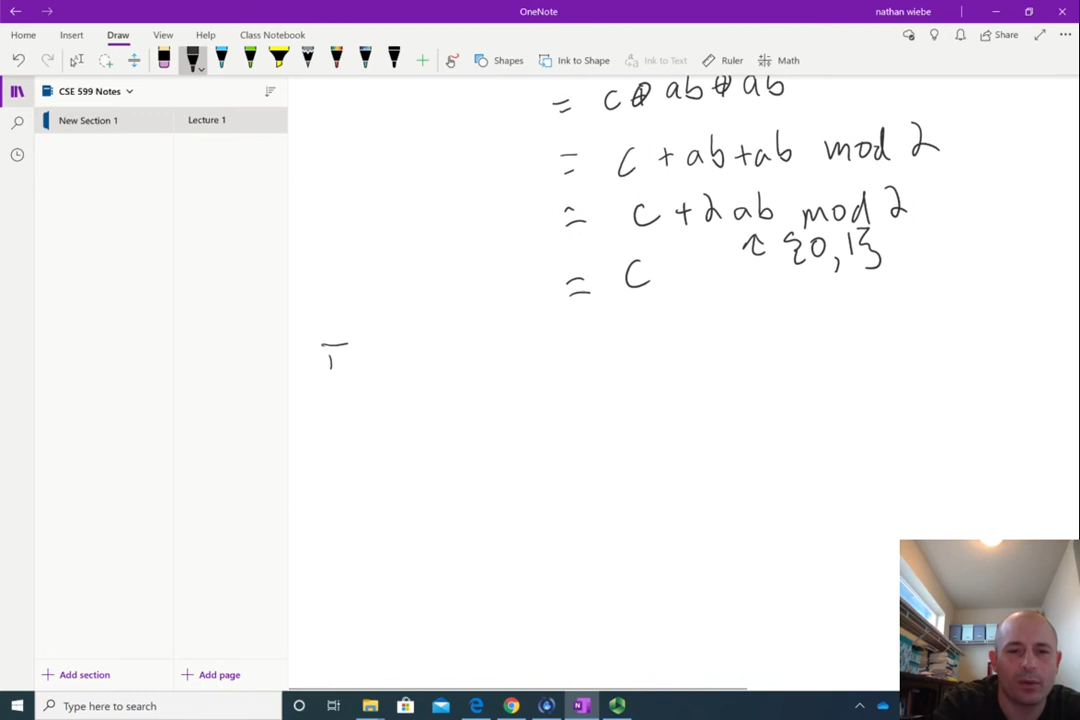 OneNote
nathan wiebe
Home Insert Draw View Help Class Notebook
Share
Shapes Ink to Shape Ink to Text Ruler Math
CSE 599 Notes
New Section 1
Lecture 1
= c ⊕ ab ⊕ ab
= c + ab + ab mod 2
= c + 2 ab mod 2
↑ {0, 1}
= c
Add section
Add page
Type here to search